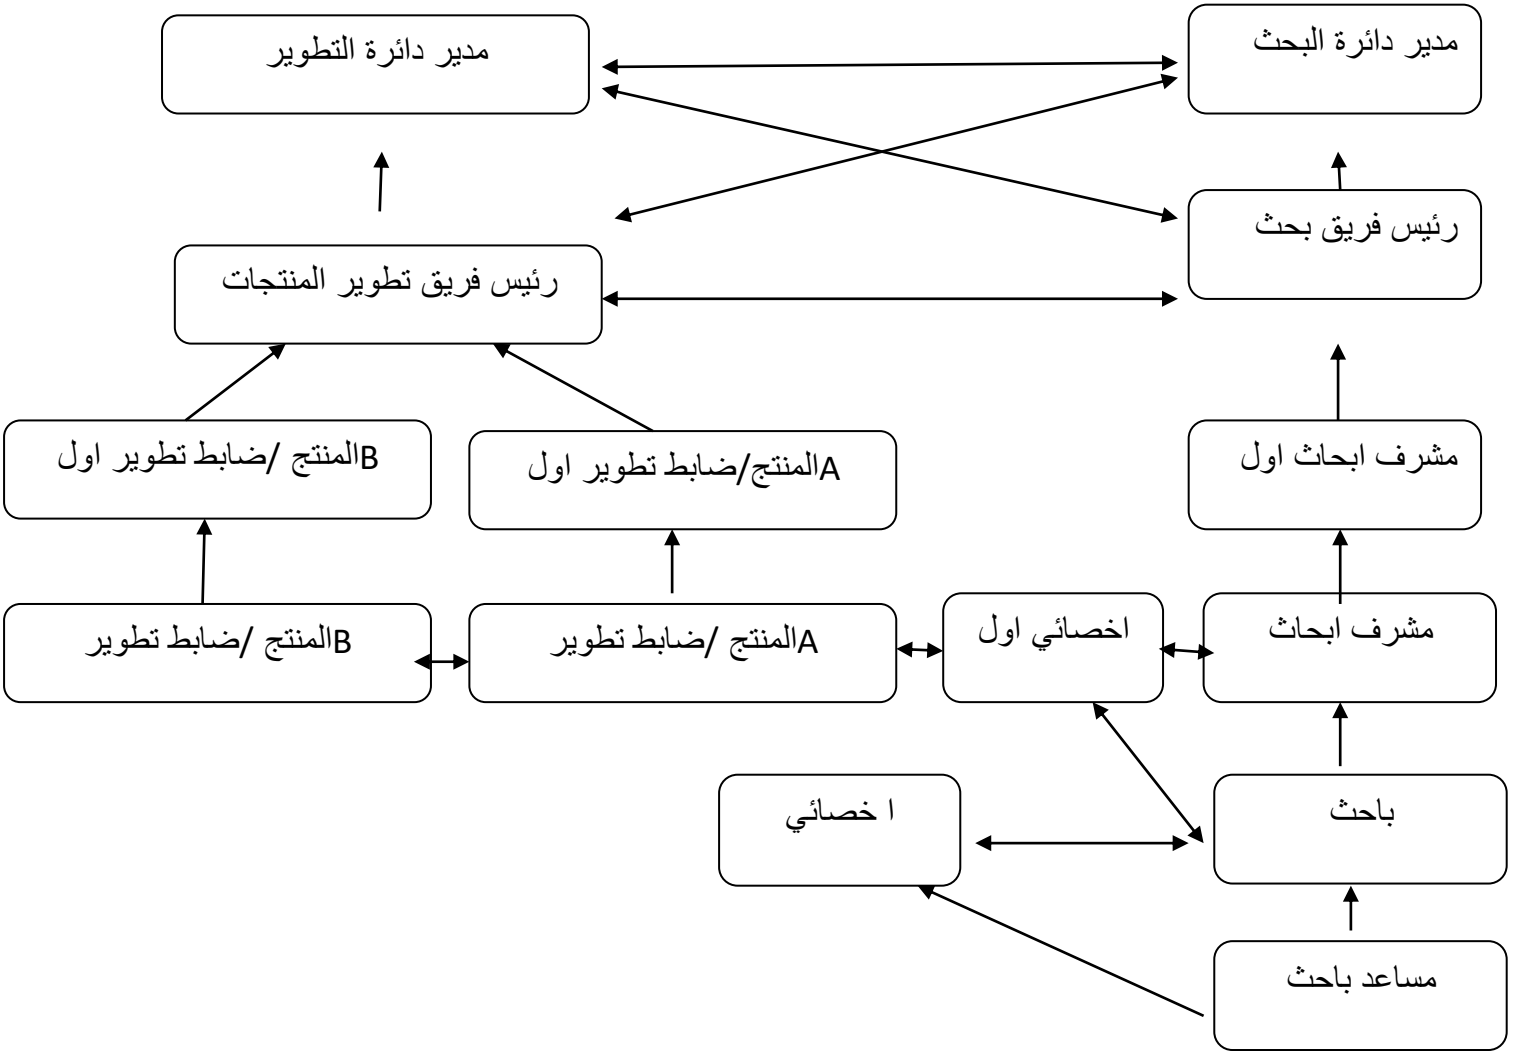 مدير دائرة البحث
مدير دائرة التطوير
رئيس فريق بحث
رئيس فريق تطوير المنتجات
مشرف ابحاث اول
Aالمنتج/ضابط تطوير اول
Bالمنتج /ضابط تطوير اول
مشرف ابحاث
اخصائي اول
Aالمنتج /ضابط تطوير
Bالمنتج /ضابط تطوير
باحث
ا خصائي
مساعد باحث